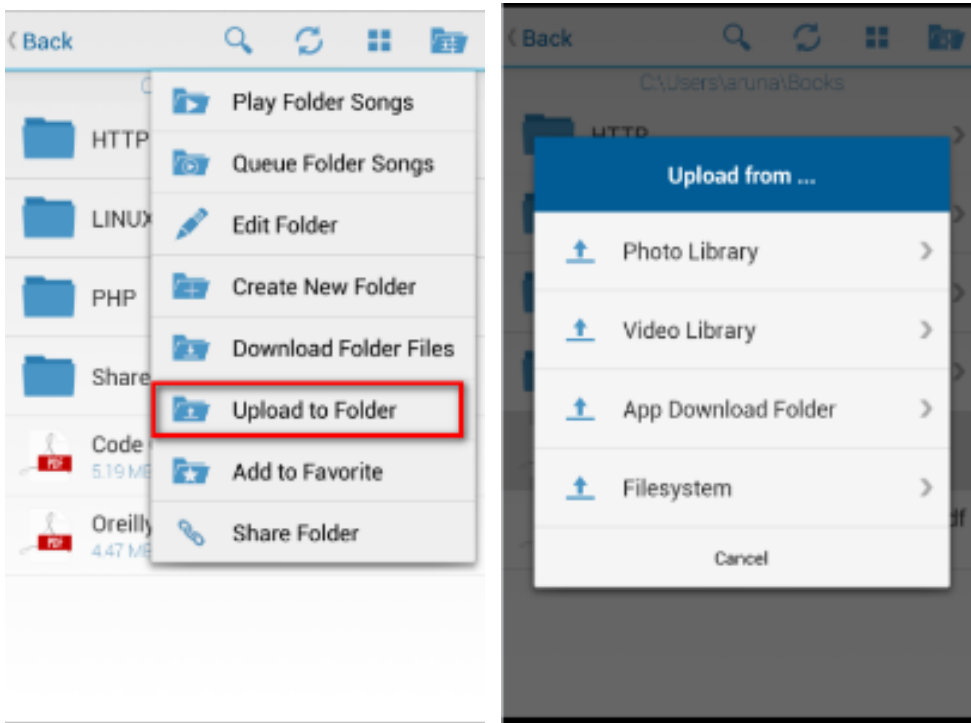 Back
HTTP
LINUX
PHP
Share
Code
5.19 MB
Oreilly
4.47 MB
Play Folder Songs
Queue Folder Songs
Edit Folder
Create New Folder
Download Folder Files
Upload to Folder
Add to Favorite
Share Folder
Back
C:\Users\aruna\Books
HTTP
Upload from ...
Photo Library
Video Library
App Download Folder
Filesystem
Cancel
df